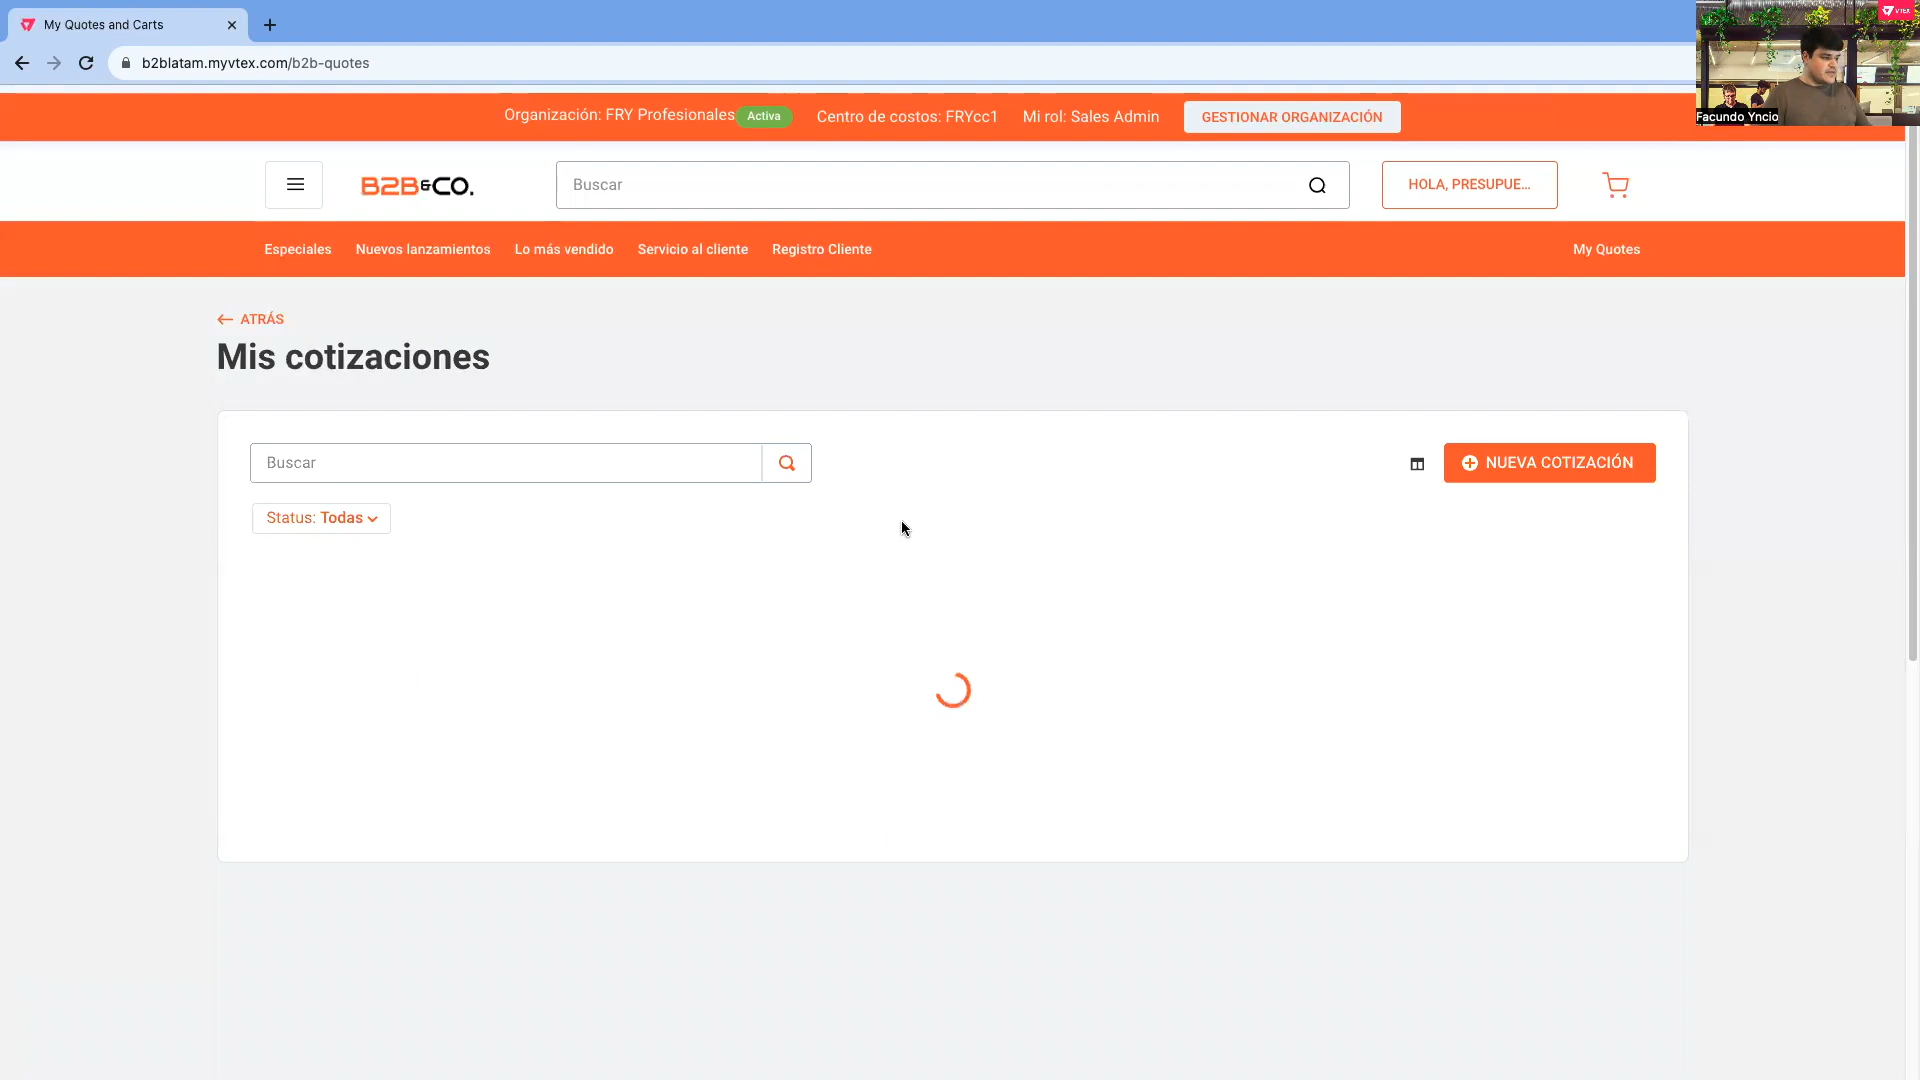 My Quotes and Carts
b2blatam.myvtex.com/b2b-quotes
VTEX
Facundo Yncio
Organización: FRY Profesionales Activa Centro de costos: FRYcc1 Mi rol: Sales Admin GESTIONAR ORGANIZACIÓN
B2B&CO. Buscar HOLA, PRESUPUE...
Especiales Nuevos lanzamientos Lo más vendido Servicio al cliente Registro Cliente My Quotes
ATRÁS
Mis cotizaciones
Buscar NUEVA COTIZACIÓN
Status: Todas